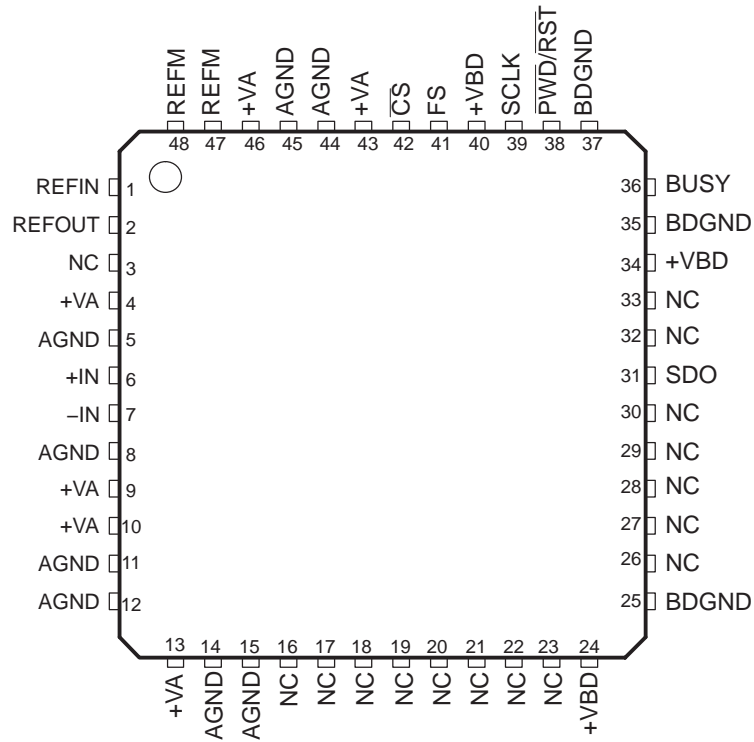 REFM
REFM
+VA
AGND
AGND
+VA
CS
FS
+VBD
SCLK
PWD/RST
BDGND
48 47 46 45 44 43 42 41 40 39 38 37
REFIN 1
REFOUT 2
NC 3
+VA 4
AGND 5
+IN 6
–IN 7
AGND 8
+VA 9
+VA 10
AGND 11
AGND 12
36 BUSY
35 BDGND
34 +VBD
33 NC
32 NC
31 SDO
30 NC
29 NC
28 NC
27 NC
26 NC
25 BDGND
13 14 15 16 17 18 19 20 21 22 23 24
+VA
AGND
AGND
NC
NC
NC
NC
NC
NC
NC
NC
+VBD